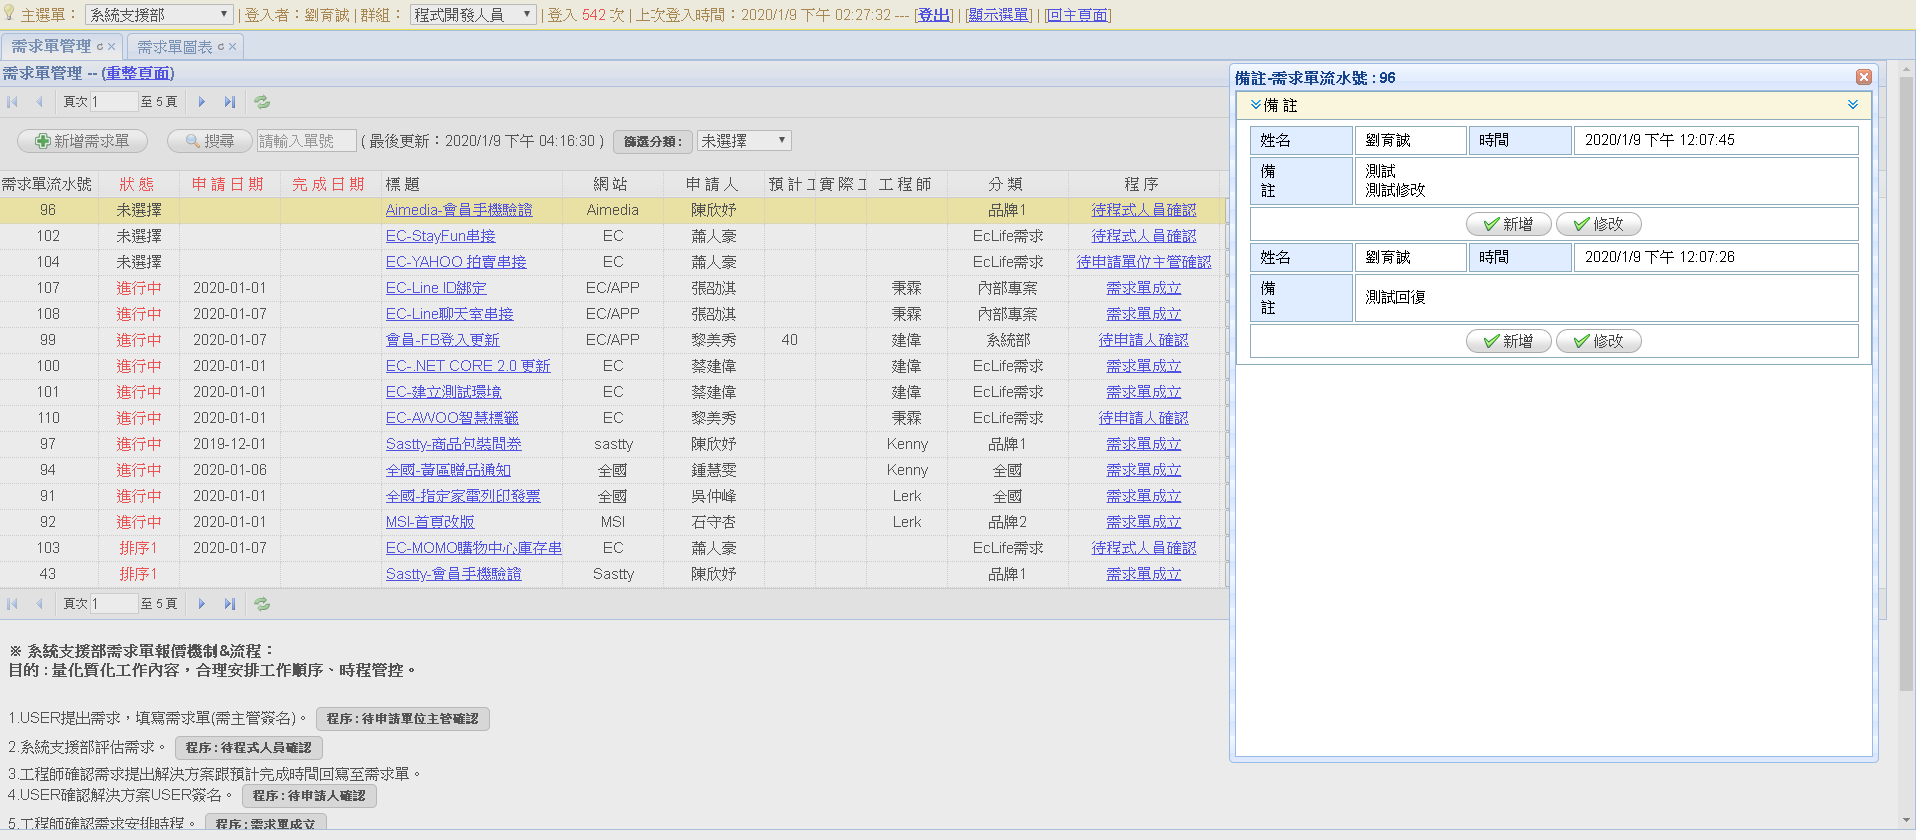 主選單： 系統支援部 | 登入者：劉育誠 | 群組： 程式開發人員 | 登入 542 次 | 上次登入時間：2020/1/9 下午 02:27:32 --- [登出] | [顯示選單] | [回主頁面]
需求單管理 需求單圖表
需求單管理 -- (重整頁面)
頁次 1 至 5 頁
新增需求單 搜尋 請輸入單號 ( 最後更新：2020/1/9 下午 04:16:30 ) 篩選分類 : 未選擇
需求單流水號 狀態 申請日期 完成日期 標題 網站 申請人 預計工 實際工 工程師 分類 程序
96 未選擇 Aimedia-會員手機驗證 Aimedia 陳欣妤 品牌1 待程式人員確認
102 未選擇 EC-StayFun串接 EC 蕭人豪 EcLife需求 待程式人員確認
104 未選擇 EC-YAHOO 拍賣串接 EC 蕭人豪 EcLife需求 待申請單位主管確認
107 進行中 2020-01-01 EC-Line ID綁定 EC/APP 張劭淇 秉霖 內部專案 需求單成立
108 進行中 2020-01-07 EC-Line聊天室串接 EC/APP 張劭淇 秉霖 內部專案 需求單成立
99 進行中 2020-01-07 會員-FB登入更新 EC/APP 黎美秀 40 建偉 系統部 待申請人確認
100 進行中 2020-01-01 EC-.NET CORE 2.0 更新 EC 蔡建偉 建偉 EcLife需求 需求單成立
101 進行中 2020-01-01 EC-建立測試環境 EC 蔡建偉 建偉 EcLife需求 需求單成立
110 進行中 2020-01-01 EC-AWOO智慧標籤 EC 黎美秀 秉霖 EcLife需求 待申請人確認
97 進行中 2019-12-01 Sastty-商品包裝問券 sastty 陳欣妤 Kenny 品牌1 需求單成立
94 進行中 2020-01-06 全國-黃區贈品通知 全國 鍾慧雯 Kenny 全國 需求單成立
91 進行中 2020-01-01 全國-指定家電列印發票 全國 吳仲峰 Lerk 全國 需求單成立
92 進行中 2020-01-01 MSI-首頁改版 MSI 石守杏 Lerk 品牌2 需求單成立
103 排序1 2020-01-07 EC-MOMO購物中心庫存串 EC 蕭人豪 EcLife需求 待程式人員確認
43 排序1 Sastty-會員手機驗證 Sastty 陳欣妤 品牌1 需求單成立
頁次 1 至 5 頁
※ 系統支援部需求單報價機制&流程：
目的 : 量化質化工作內容，合理安排工作順序、時程管控。
1.USER提出需求，填寫需求單(需主管簽名)。 程序 : 待申請單位主管確認
2.系統支援部評估需求。 程序 : 待程式人員確認
3.工程師確認需求提出解決方案跟預計完成時間回寫至需求單。
4.USER確認解決方案USER簽名。 程序 : 待申請人確認
5.工程師確認需求安排時程。 程序 : 需求單成立
備註-需求單流水號 : 96
備註
姓名 劉育誠 時間 2020/1/9 下午 12:07:45
備註 測試
測試修改
新增 修改
姓名 劉育誠 時間 2020/1/9 下午 12:07:26
備註 測試回復
新增 修改